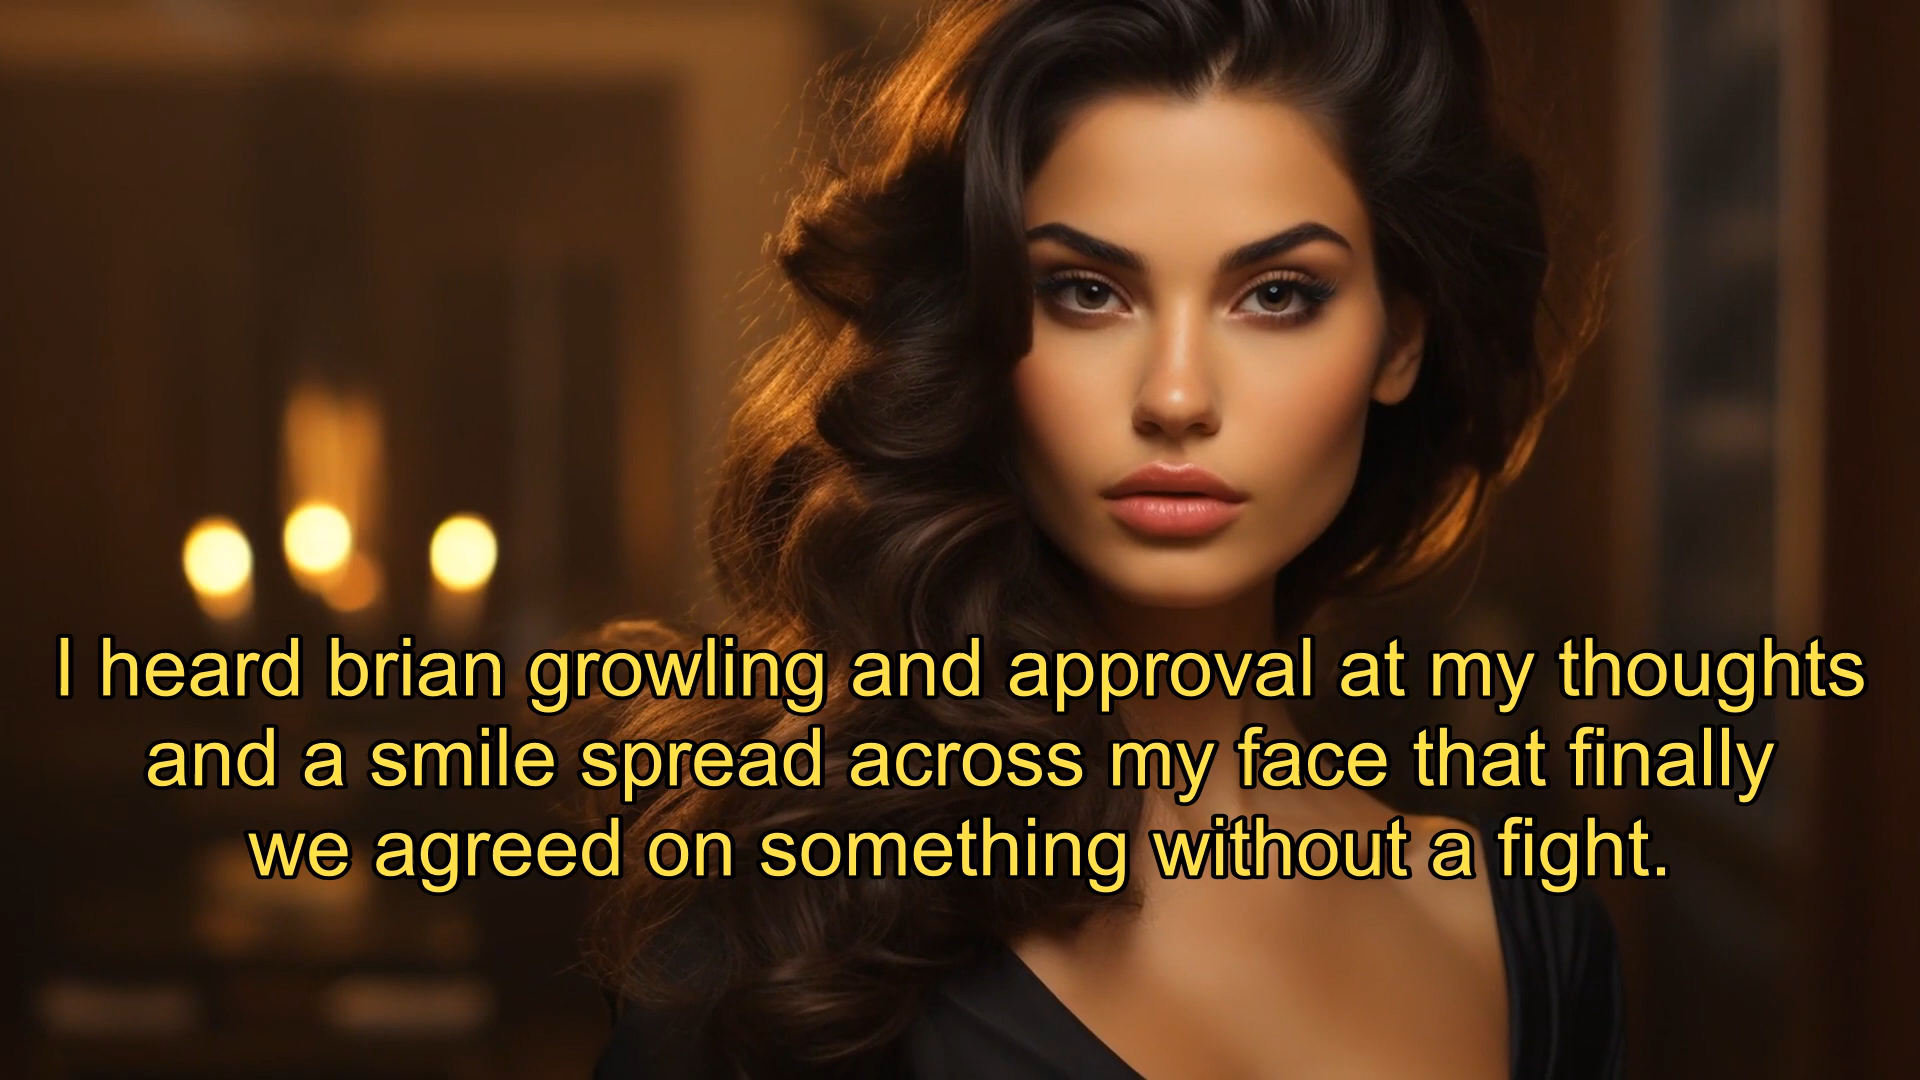 I heard brian growling and approval at my thoughts
and a smile spread across my face that finally
we agreed on something without a fight.